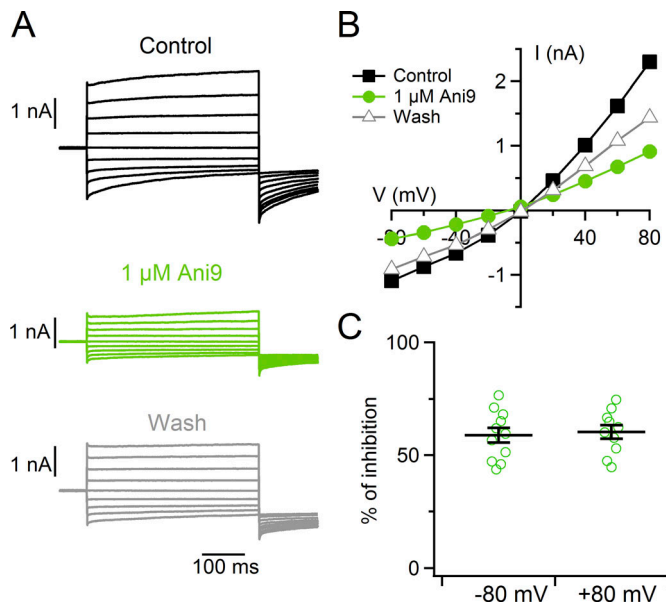 A
Control
1 nA
1 µM Ani9
1 nA
Wash
1 nA
100 ms
B
I (nA)
Control
1 µM Ani9
Wash
V (mV)
2
1
-1
-80
-40
40
80
C
% of inhibition
100
50
0
-80 mV
+80 mV